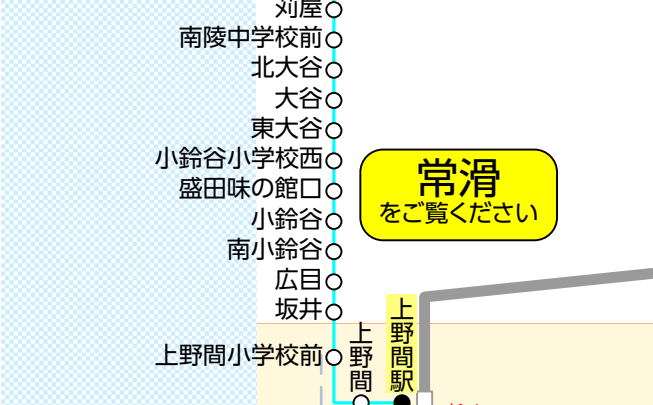 刈屋
南陵中学校前
北大谷
大谷
東大谷
小鈴谷小学校西
盛田味の館口
小鈴谷
南小鈴谷
広目
坂井
上野間小学校前
常滑
をご覧ください
上野間
上野間駅